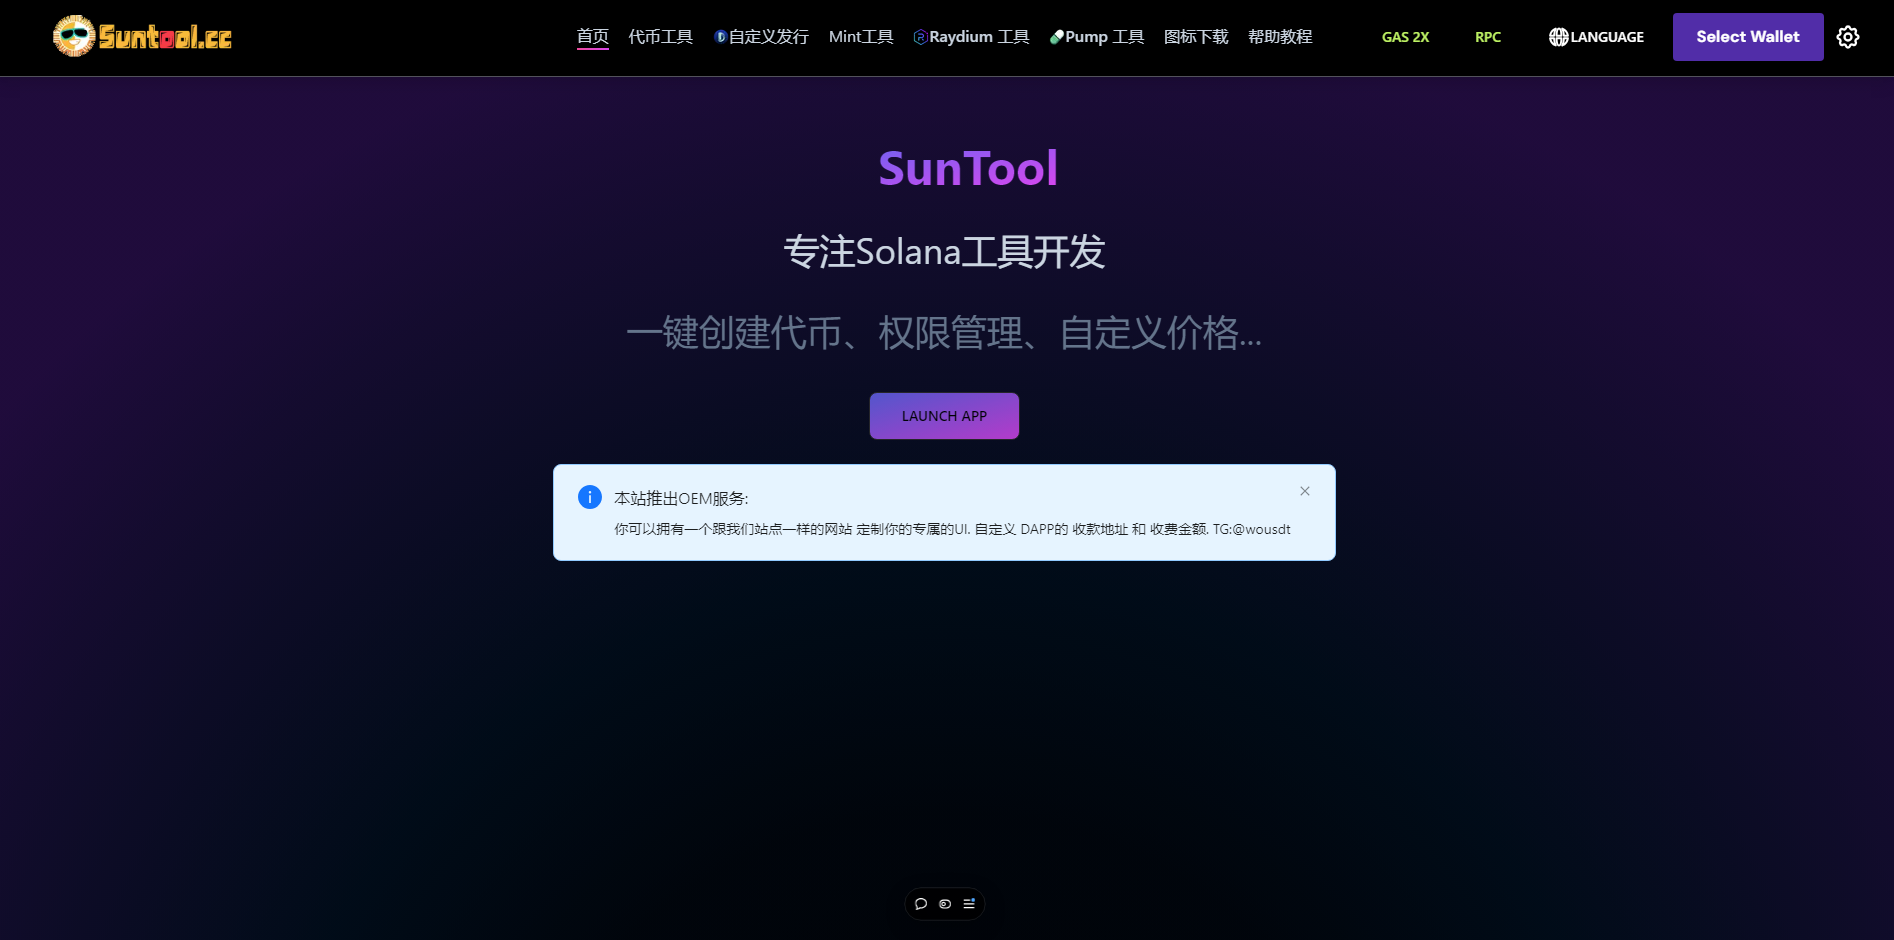 Suntool.cc
首页 代币工具 自定义发行 Mint工具 Raydium 工具 Pump 工具 图标下载 帮助教程 GAS 2X RPC LANGUAGE Select Wallet
SunTool
专注Solana工具开发
一键创建代币、权限管理、自定义价格...
LAUNCH APP
本站推出OEM服务:
你可以拥有一个跟我们站点一样的网站 定制你的专属的UI. 自定义 DAPP的 收款地址 和 收费金额. TG:@wousdt